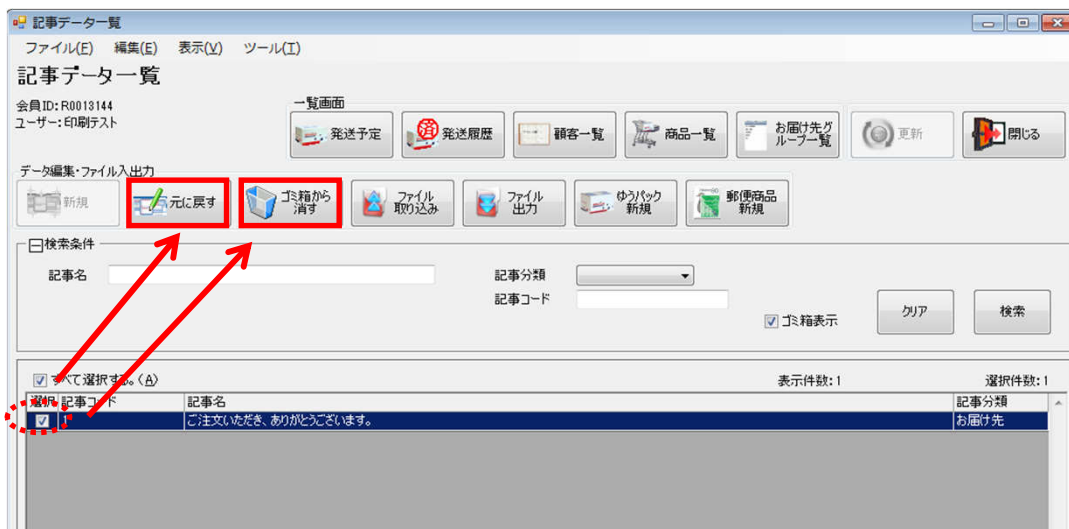 記事データ一覧
ファイル(F) 編集(E) 表示(V) ツール(T)
記事データ一覧
会員ID:R0013144
ユーザー:印刷テスト
一覧画面
発送予定
発送履歴
顧客一覧
商品一覧
お届け先グ
ループ一覧
更新
閉じる
データ編集・ファイル入出力
新規
元に戻す
ゴミ箱から
消す
ファイル
取り込み
ファイル
出力
ゆうパック
新規
郵便商品
新規
検索条件
記事名
記事分類
記事コード
ゴミ箱表示
クリア
検索
すべて選択する。(A)
表示件数:1
選択件数:1
選択 記事コード 記事名 記事分類
1 ご注文いただき、ありがとうございます。 お届け先